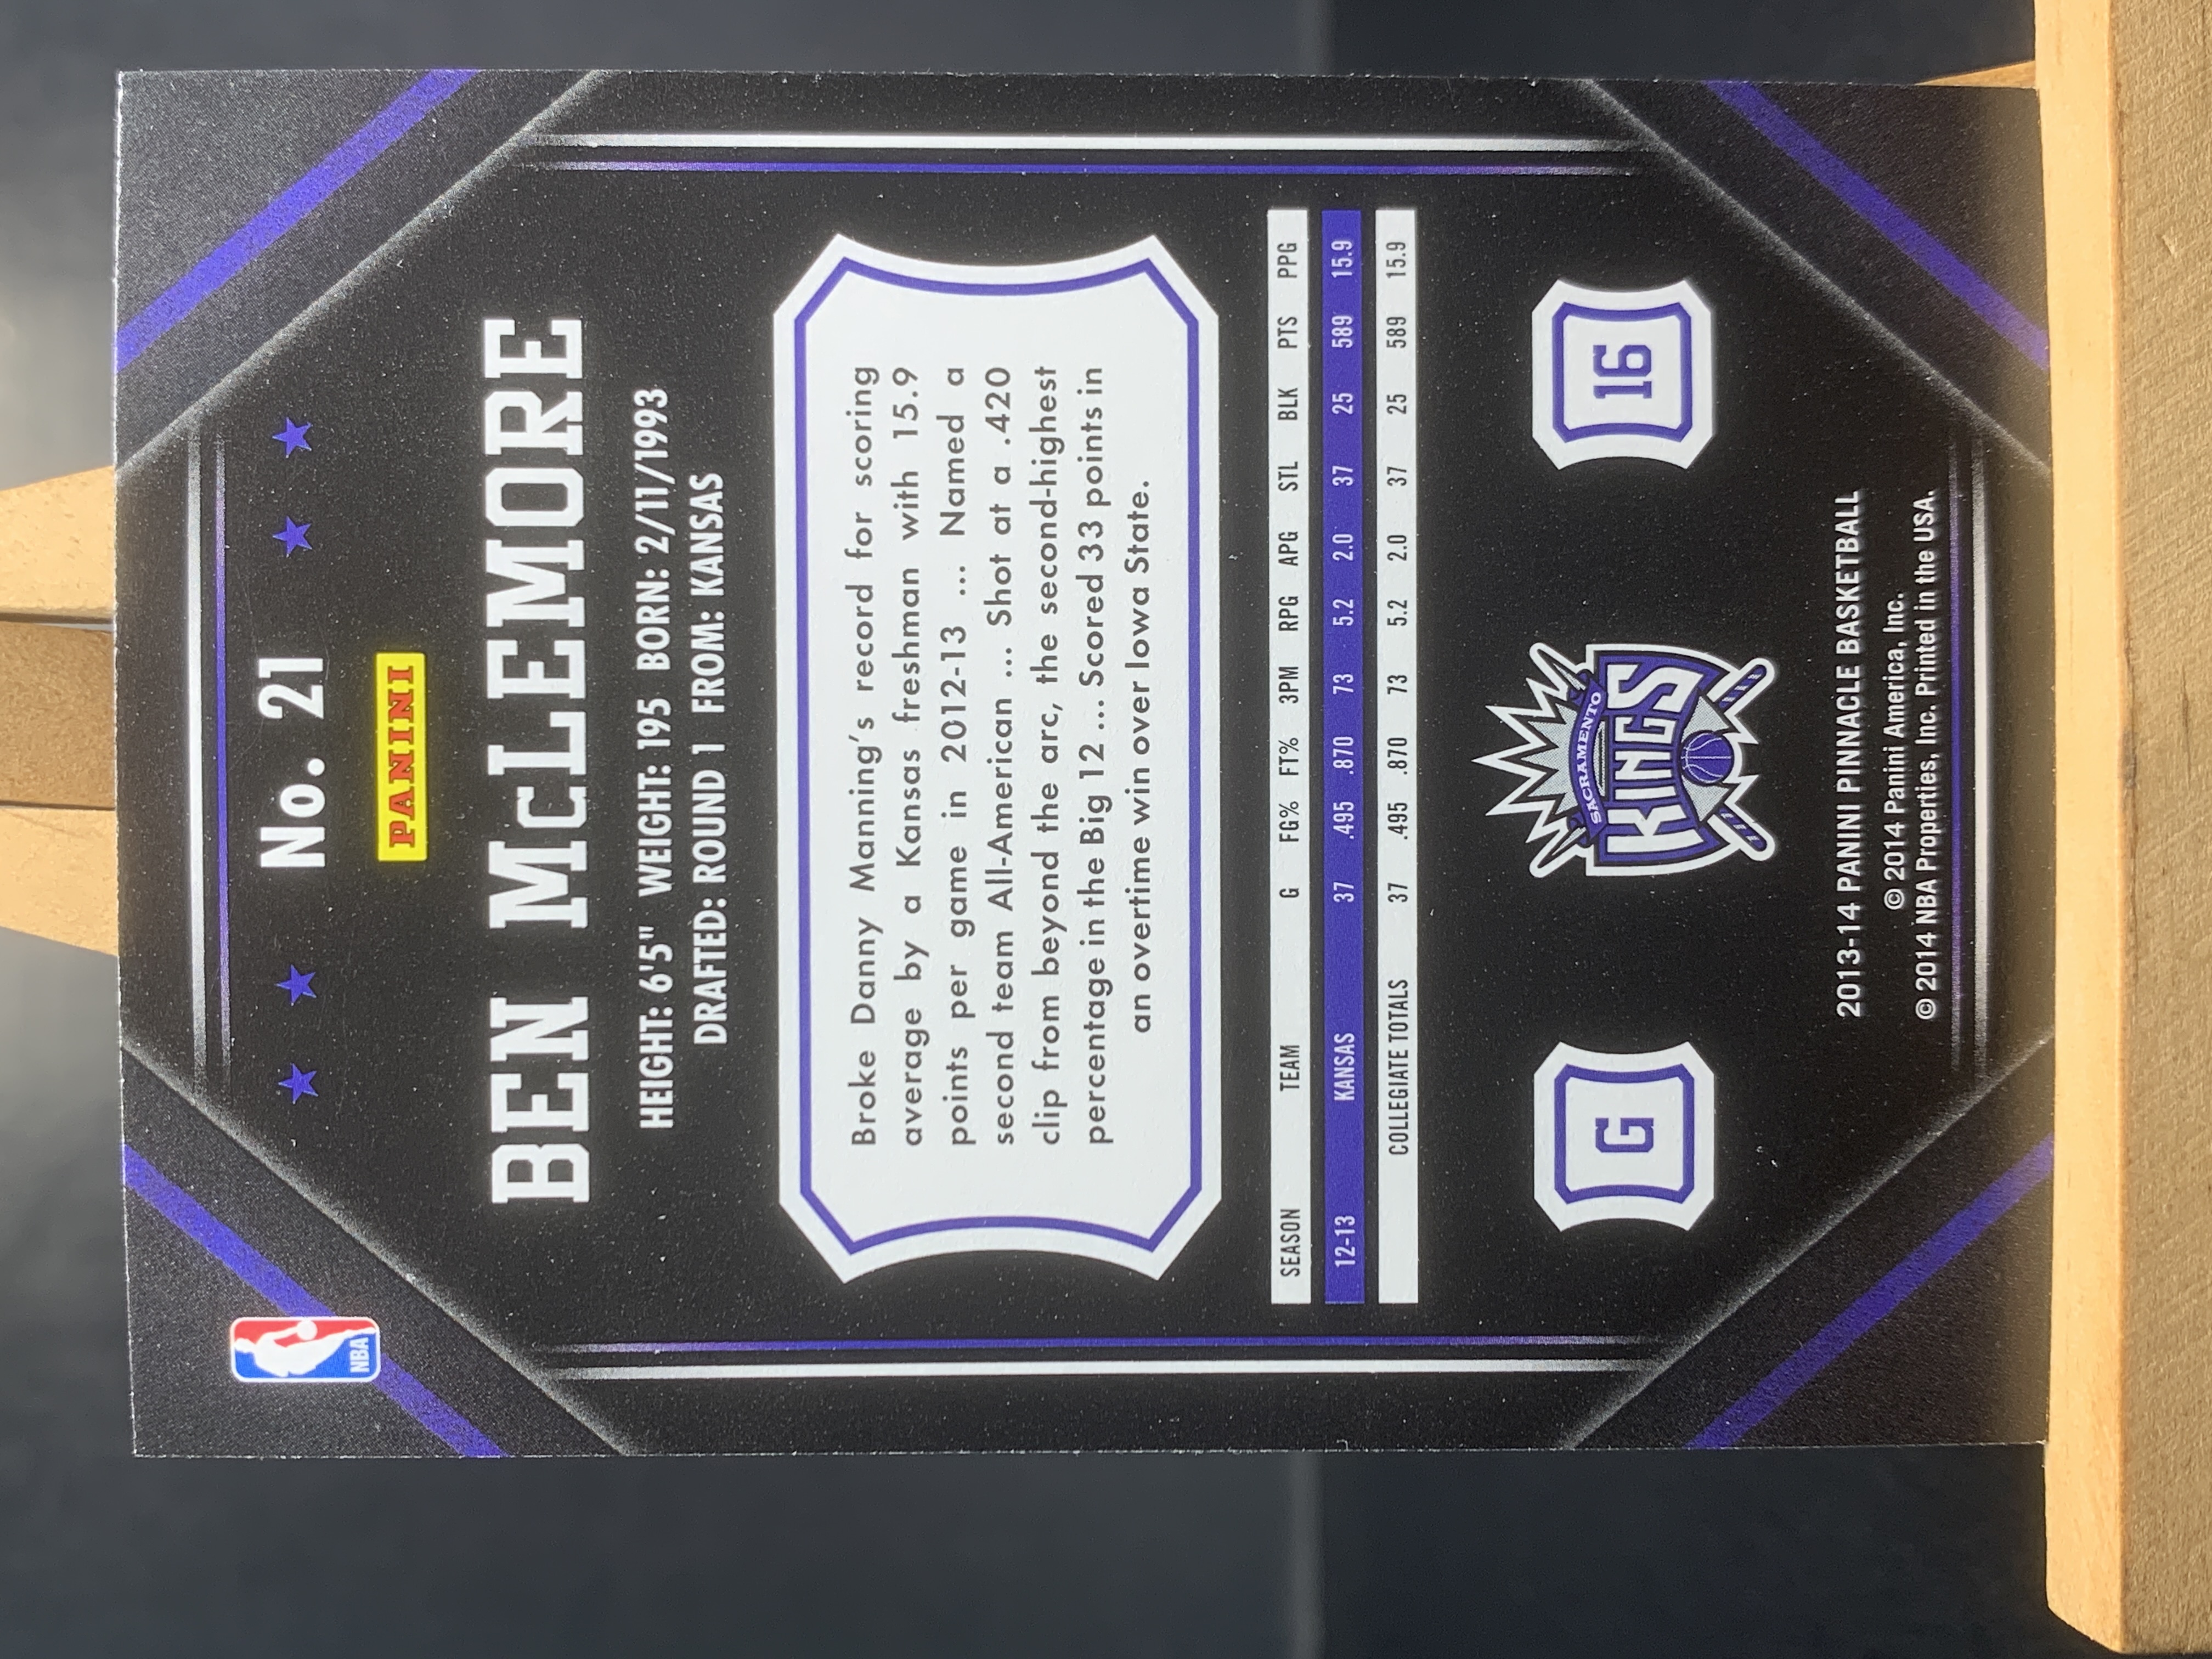 No. 21
PANINI
NBA
BEN McLEMORE
HEIGHT: 6'5" WEIGHT: 195 BORN: 2/11/1993
DRAFTED: ROUND 1 FROM: KANSAS
Broke Danny Manning's record for scoring
average by a Kansas freshman with 15.9
points per game in 2012-13 ... Named a
second team All-American ... Shot at a .420
clip from beyond the arc, the second-highest
percentage in the Big 12 ... Scored 33 points in
an overtime win over Iowa State.
SEASON TEAM G FG% FT% 3PM RPG APG STL BLK PTS PPG
12-13 KANSAS 37 .495 .870 73 5.2 2.0 37 25 589 15.9
COLLEGIATE TOTALS 37 .495 .870 73 5.2 2.0 37 25 589 15.9
G
SACRAMENTO
KINGS
16
2013-14 PANINI PINNACLE BASKETBALL
© 2014 Panini America, Inc.
© 2014 NBA Properties, Inc. Printed in the USA.